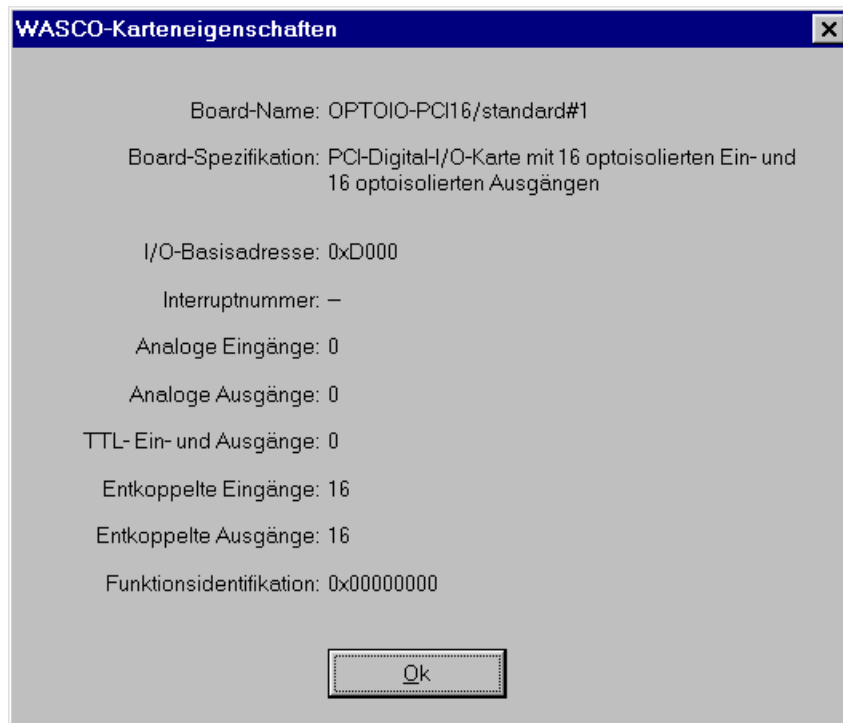 WASCO-Karteneigenschaften
Board-Name: OPTOIO-PCI16/standard#1
Board-Spezifikation: PCI-Digital-I/O-Karte mit 16 optoisolierten Ein- und
16 optoisolierten Ausgängen
I/O-Basisadresse: 0xD000
Interruptnummer: –
Analoge Eingänge: 0
Analoge Ausgänge: 0
TTL- Ein- und Ausgänge: 0
Entkoppelte Eingänge: 16
Entkoppelte Ausgänge: 16
Funktionsidentifikation: 0x00000000
Ok